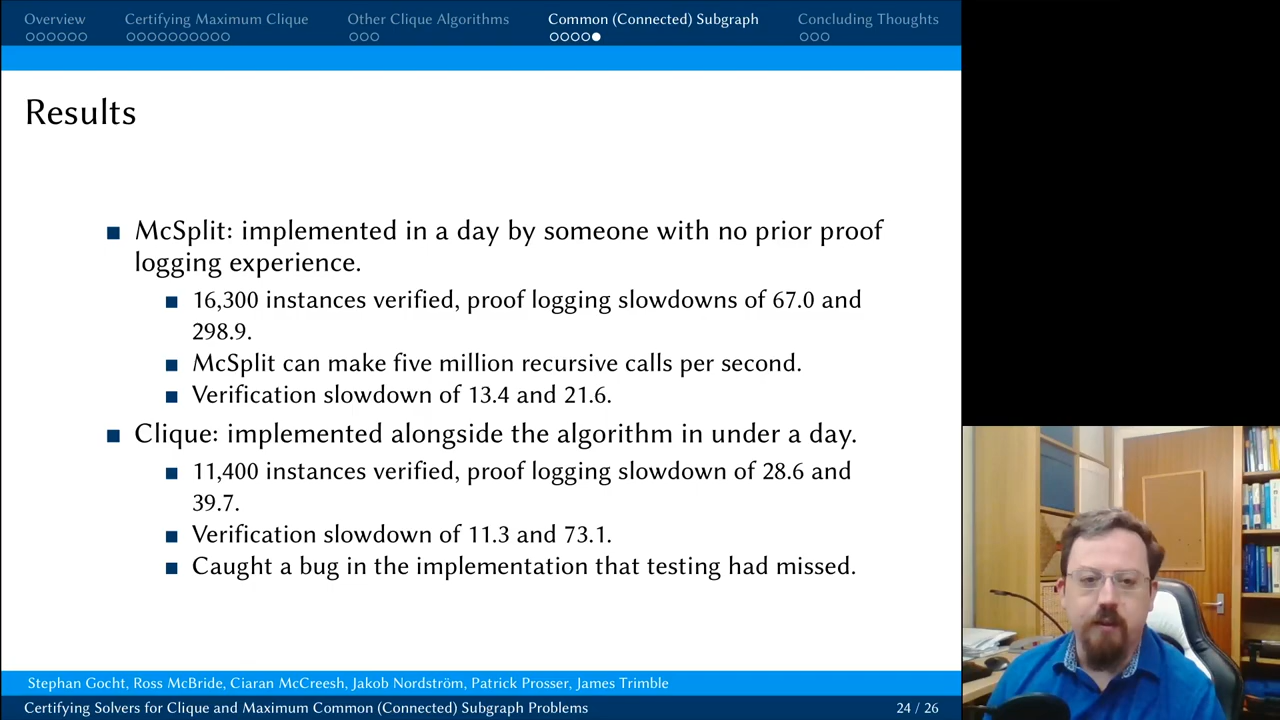 Overview Certifying Maximum Clique Other Clique Algorithms Common (Connected) Subgraph Concluding Thoughts
Results
McSplit: implemented in a day by someone with no prior proof
logging experience.
16,300 instances verified, proof logging slowdowns of 67.0 and
298.9.
McSplit can make five million recursive calls per second.
Verification slowdown of 13.4 and 21.6.
Clique: implemented alongside the algorithm in under a day.
11,400 instances verified, proof logging slowdown of 28.6 and
39.7.
Verification slowdown of 11.3 and 73.1.
Caught a bug in the implementation that testing had missed.
Stephan Gocht, Ross McBride, Ciaran McCreesh, Jakob Nordström, Patrick Prosser, James Trimble
Certifying Solvers for Clique and Maximum Common (Connected) Subgraph Problems 24 / 26